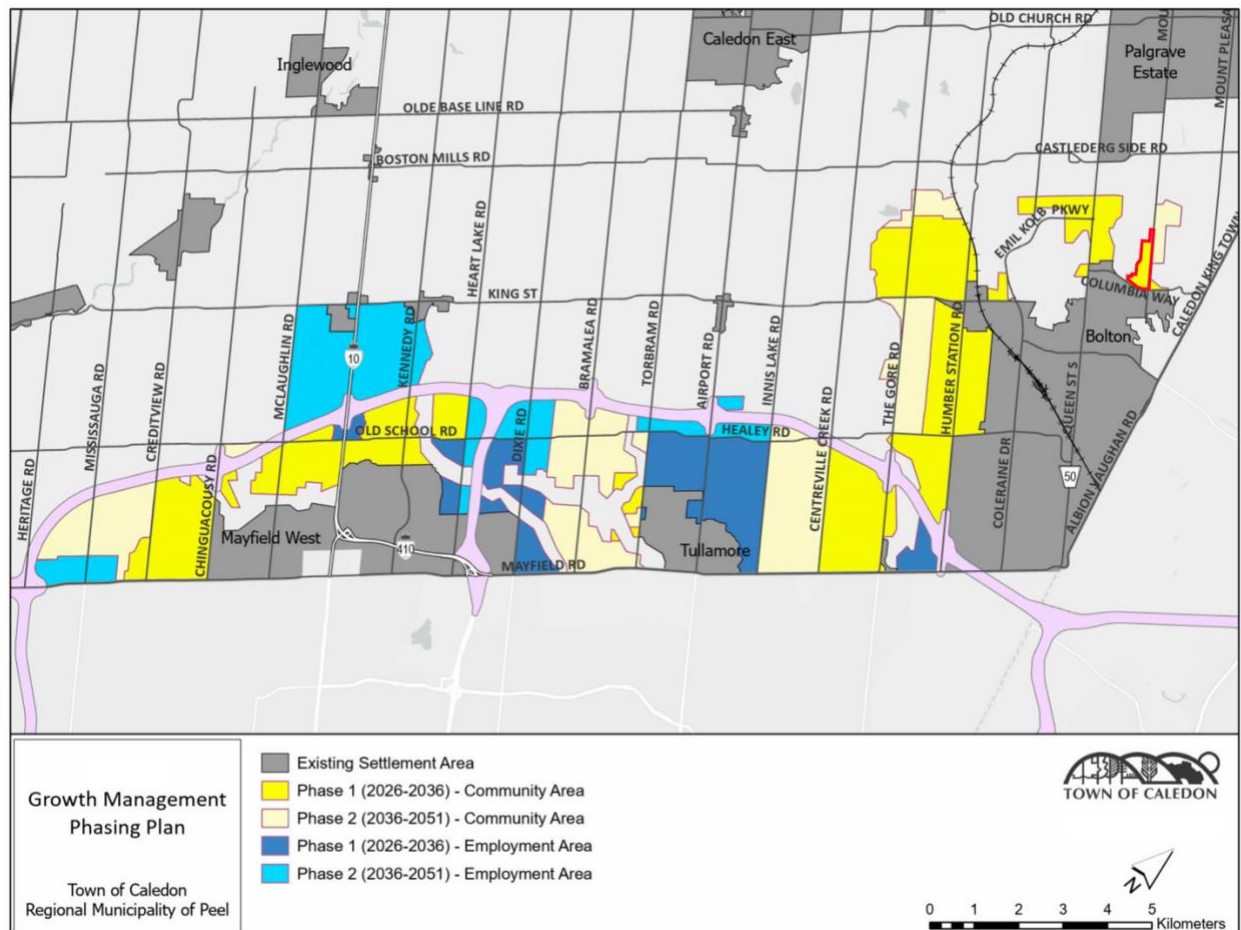 OLD CHURCH RD
Caledon East
Inglewood
Palgrave
Estate
MOU
MOUNT PLEASA
OLDE BASE LINE RD
BOSTON MILLS RD
CASTLEDERG SIDE RD
HEART LAKE RD
EMIL KOLB
PKWY
COLUMBIA WAY
CALEDON KING TOWN
KING ST
Bolton
MCLAUGHLIN RD
10
KENNEDY RD
BRAMALEA RD
TORBRAM RD
AIRPORT RD
INNIS LAKE RD
THE GORE RD
HUMBER STATION RD
QUEEN ST S
HERITAGE RD
MISSISSAUGA RD
CREDITVIEW RD
CHINGUACOUSY RD
OLD SCHOOL RD
DIXIE RD
HEALEY RD
CENTREVILLE CREEK RD
COLERAINE DR
50
ALBION VAUGHAN RD
Mayfield West
410
Tullamore
MAYFIELD RD
Growth Management
Phasing Plan
Town of Caledon
Regional Municipality of Peel
Existing Settlement Area
Phase 1 (2026-2036) - Community Area
Phase 2 (2036-2051) - Community Area
Phase 1 (2026-2036) - Employment Area
Phase 2 (2036-2051) - Employment Area
TOWN OF CALEDON
N
0 1 2 3 4 5
Kilometers